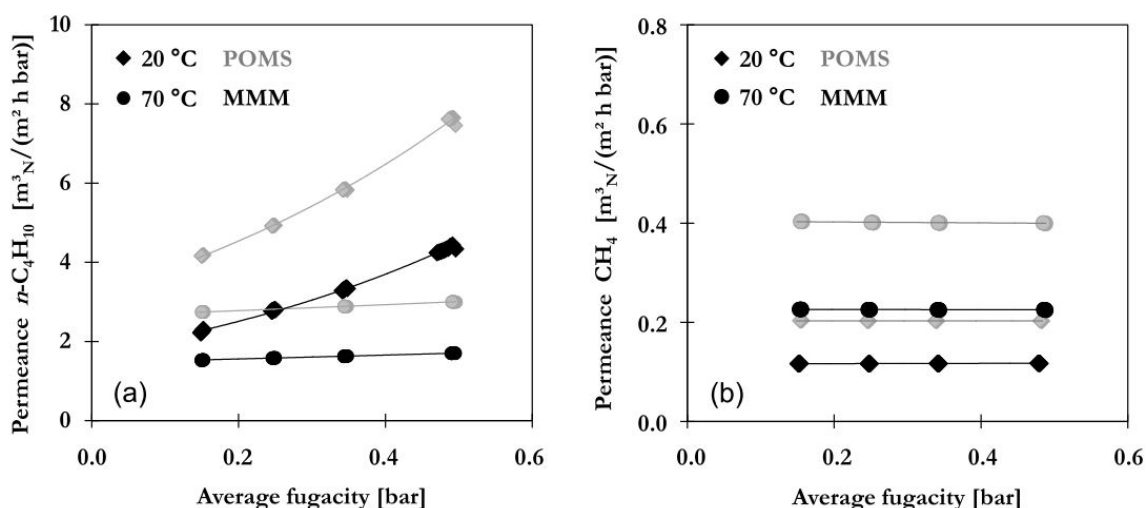 Permeance n-C₄H₁₀ [m³N/(m² h bar)]
10
8
6
4
2
0
20 °C POMS
70 °C MMM
(a)
0.0 0.2 0.4 0.6
Average fugacity [bar]
Permeance CH₄ [m³N/(m² h bar)]
0.8
0.6
0.4
0.2
0.0
20 °C POMS
70 °C MMM
(b)
0.0 0.2 0.4 0.6
Average fugacity [bar]